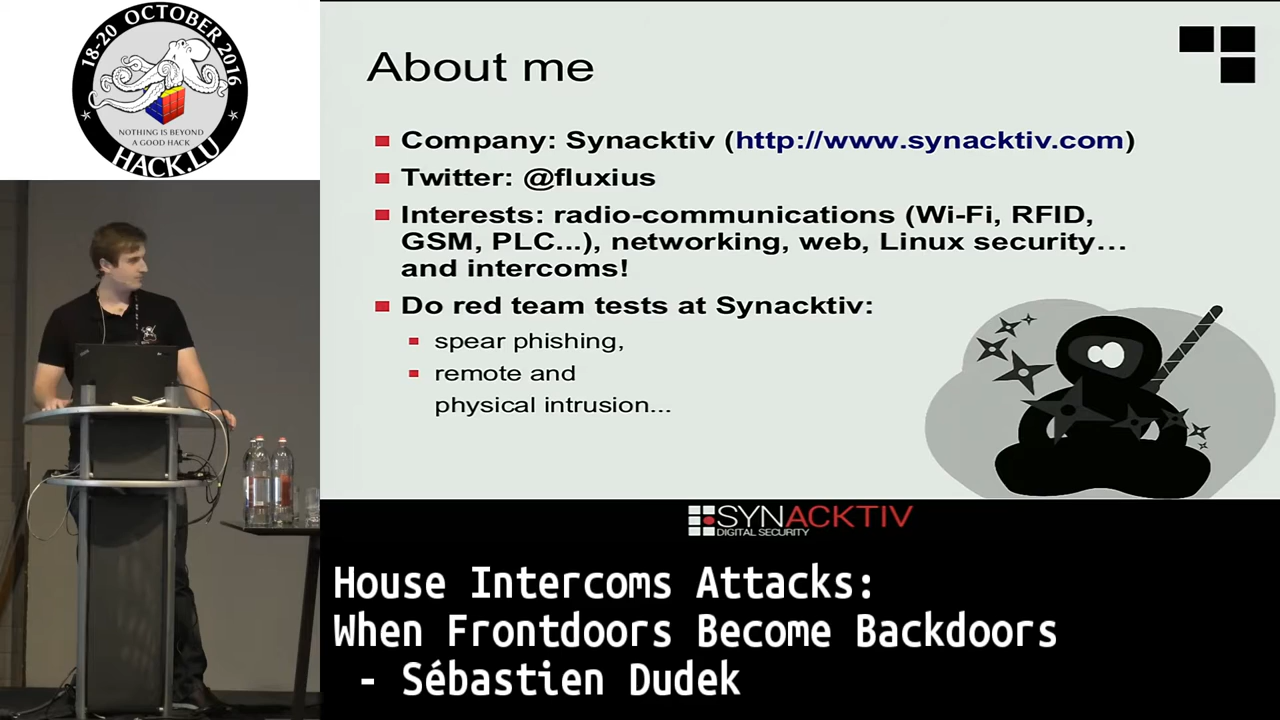 18-20 OCTOBER 2016
NOTHING IS BEYOND
A GOOD HACK
HACK.LU
About me
Company: Synacktiv (http://www.synacktiv.com)
Twitter: @fluxius
Interests: radio-communications (Wi-Fi, RFID,
GSM, PLC...), networking, web, Linux security…
and intercoms!
Do red team tests at Synacktiv:
spear phishing,
remote and
physical intrusion...
SYNACKTIV
DIGITAL SECURITY
House Intercoms Attacks:
When Frontdoors Become Backdoors
- Sébastien Dudek